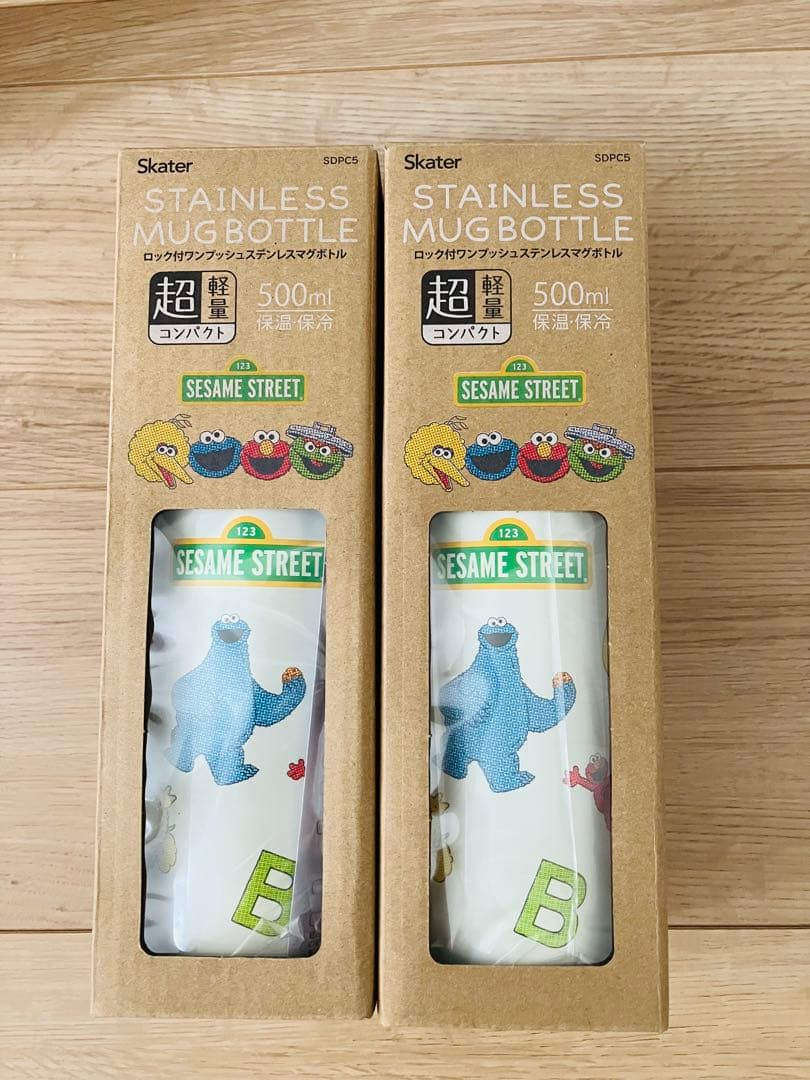 Skater
SDPC5
STAINLESS
MUG BOTTLE
ロック付ワンプッシュステンレスマグボトル
超軽量
コンパクト
500ml
保温・保冷
123
SESAME STREET
123
SESAME STREET
B
Skater
SDPC5
STAINLESS
MUG BOTTLE
ロック付ワンプッシュステンレスマグボトル
超軽量
コンパクト
500ml
保温・保冷
123
SESAME STREET
123
SESAME STREET
B